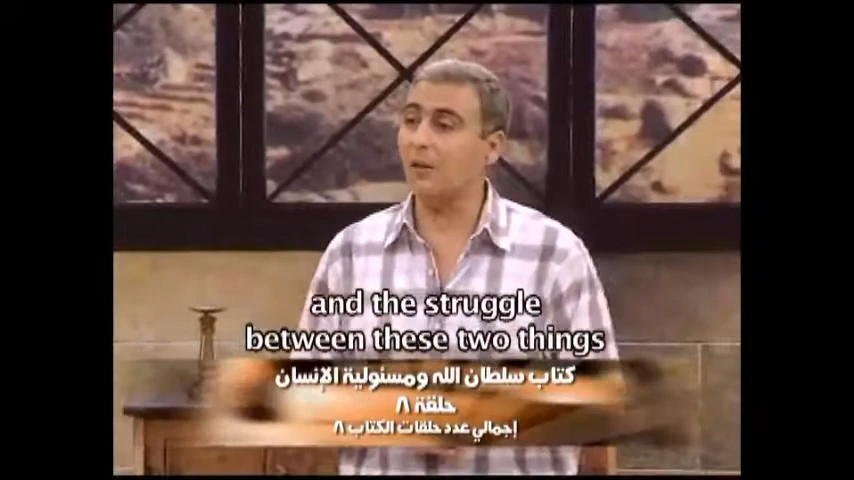 and the struggle
between these two things
كتاب سلطان الله ومسئولية الإنسان
حلقة ٨
إجمالي عدد حلقات الكتاب ٨